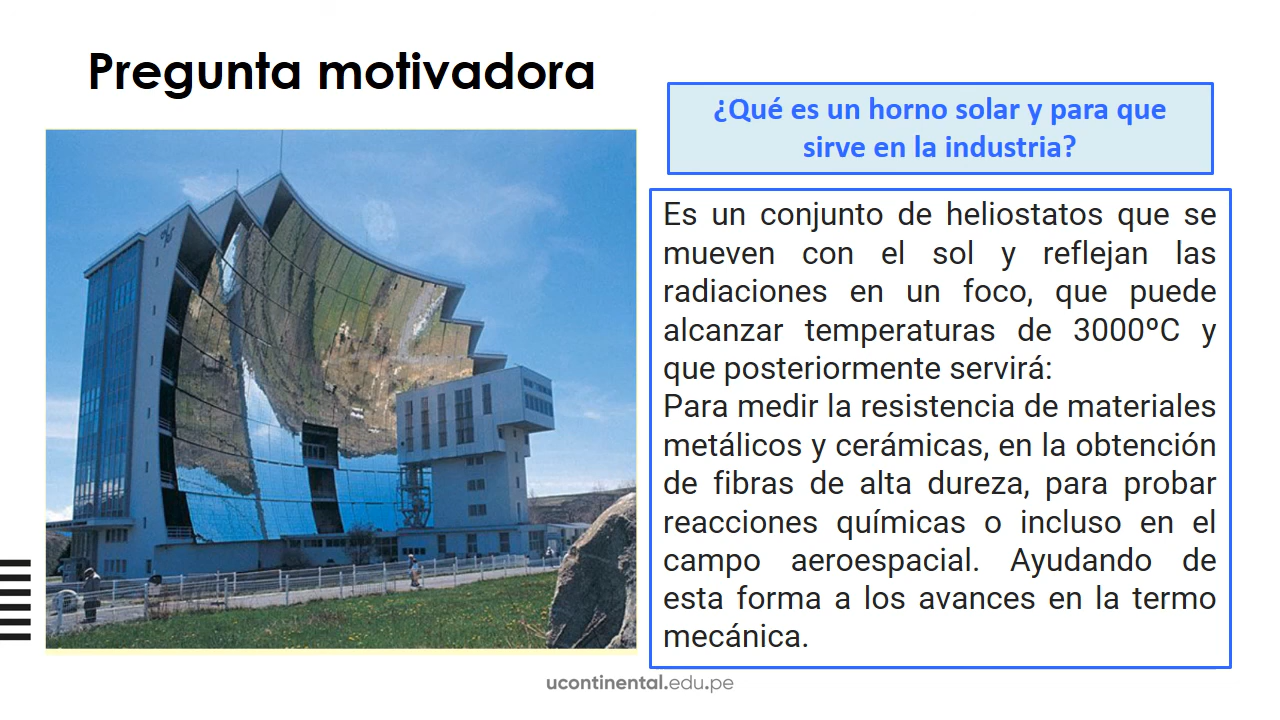 Pregunta motivadora
¿Qué es un horno solar y para que
sirve en la industria?
Es un conjunto de heliostatos que se
mueven con el sol y reflejan las
radiaciones en un foco, que puede
alcanzar temperaturas de 3000ºC y
que posteriormente servirá:
Para medir la resistencia de materiales
metálicos y cerámicas, en la obtención
de fibras de alta dureza, para probar
reacciones químicas o incluso en el
campo aeroespacial. Ayudando de
esta forma a los avances en la termo
mecánica.
ucontinental.edu.pe